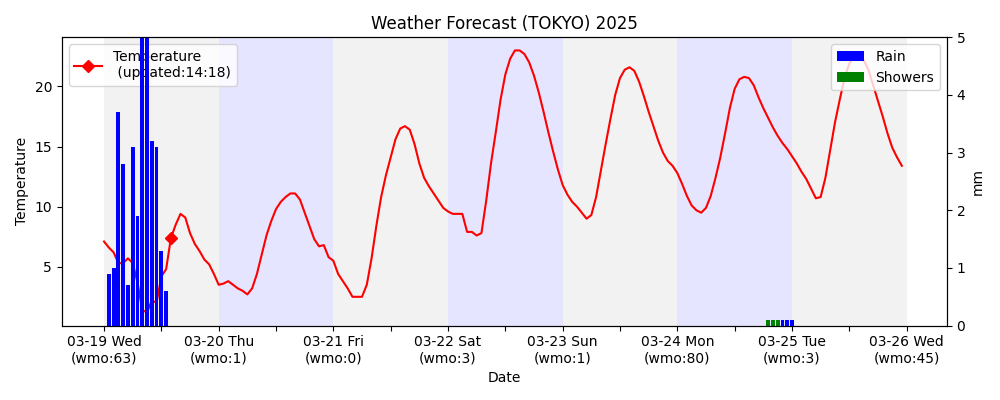 Weather Forecast (TOKYO) 2025
Temperature
(updated:14:18)
Rain
Showers
Temperature
20
15
10
5
5
4
3
2
1
0
mm
03-19 Wed
(wmo:63)
03-20 Thu
(wmo:1)
03-21 Fri
(wmo:0)
03-22 Sat
(wmo:3)
03-23 Sun
(wmo:1)
03-24 Mon
(wmo:80)
03-25 Tue
(wmo:3)
03-26 Wed
(wmo:45)
Date